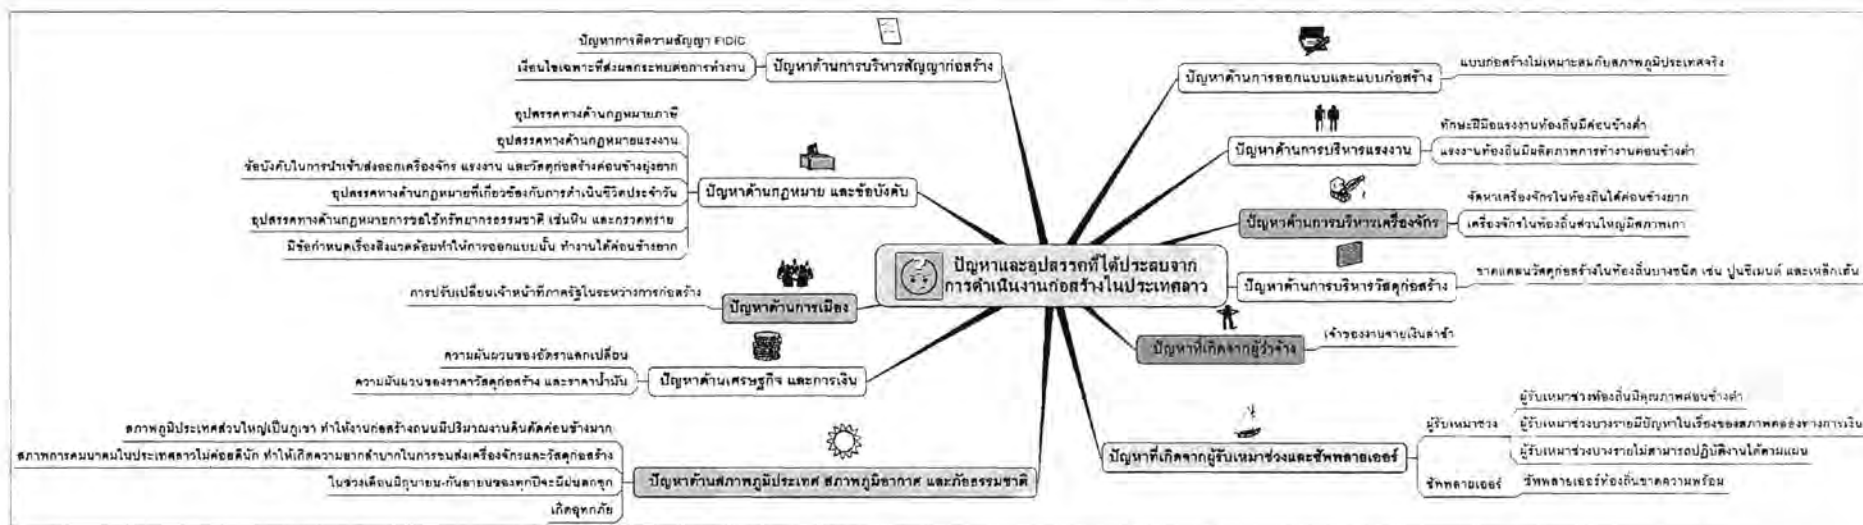 ปัญหาและอุปสรรคที่ได้ประสบจาก
การดำเนินงานก่อสร้างในประเทศลาว
ปัญหาการตีความสัญญา FIDIC
เงื่อนไขเฉพาะที่ส่งผลกระทบต่อการทำงาน
ปัญหาด้านการบริหารสัญญาก่อสร้าง
อุปสรรคทางด้านกฎหมายภาษี
อุปสรรคทางด้านกฎหมายแรงงาน
ข้อบังคับในการนำเข้า/ส่งออกเครื่องจักร แรงงาน และวัสดุก่อสร้างค่อนข้างยุ่งยาก
อุปสรรคทางด้านกฎหมายที่เกี่ยวข้องกับการดำเนินชีวิตประจำวัน
อุปสรรคทางด้านกฎหมายการขอใช้ทรัพยากรธรรมชาติ เช่นหิน และกรวดทราย
มีข้อกำหนดเรื่องสิ่งแวดล้อมทำให้การออกแบบนั้น ทำงานได้ค่อนข้างยาก
ปัญหาด้านกฎหมาย และข้อบังคับ
การปรับเปลี่ยนเจ้าหน้าที่ภาครัฐในระหว่างการก่อสร้าง
ปัญหาด้านการเมือง
ความผันผวนของอัตราแลกเปลี่ยน
ความผันผวนของราคาวัสดุก่อสร้าง และราคาน้ำมัน
ปัญหาด้านเศรษฐกิจ และการเงิน
สภาพภูมิประเทศส่วนใหญ่เป็นภูเขา ทำให้งานก่อสร้างถนนมีปริมาณงานดินตัดค่อนข้างมาก
สภาพการคมนาคมในประเทศลาวไม่ค่อยดีนัก ทำให้เกิดความยากลำบากในการขนส่งเครื่องจักรและวัสดุก่อสร้าง
ในช่วงเดือนมิถุนายน-กันยายนของทุกปีจะมีฝนตกชุก
เกิดอุทกภัย
ปัญหาด้านสภาพภูมิประเทศ สภาพภูมิอากาศ และภัยธรรมชาติ
ปัญหาด้านการออกแบบและแบบก่อสร้าง
แบบก่อสร้างไม่เหมาะสมกับสภาพภูมิประเทศจริง
ปัญหาด้านการบริหารแรงงาน
ทักษะฝีมือแรงงานท้องถิ่นมีค่อนข้างต่ำ
แรงงานท้องถิ่นมีผลิตภาพการทำงานค่อนข้างต่ำ
ปัญหาด้านการบริหารเครื่องจักร
จัดหาเครื่องจักรในท้องถิ่นได้ค่อนข้างยาก
เครื่องจักรในท้องถิ่นส่วนใหญ่มีสภาพเก่า
ปัญหาด้านการบริหารวัสดุก่อสร้าง
ขาดแคลนวัสดุก่อสร้างในท้องถิ่นบางชนิด เช่น ปูนซีเมนต์ และเหล็กเส้น
ปัญหาที่เกิดจากผู้ว่าจ้าง
เจ้าของงานจ่ายเงินล่าช้า
ปัญหาที่เกิดจากผู้รับเหมาช่วงและซัพพลายเออร์
ผู้รับเหมาช่วง
ผู้รับเหมาช่วงท้องถิ่นมีคุณภาพค่อนข้างต่ำ
ผู้รับเหมาช่วงบางรายมีปัญหาในเรื่องของสภาพคล่องทางการเงิน
ผู้รับเหมาช่วงบางรายไม่สามารถปฏิบัติงานได้ตามแผน
ซัพพลายเออร์
ซัพพลายเออร์ท้องถิ่นขาดความพร้อม